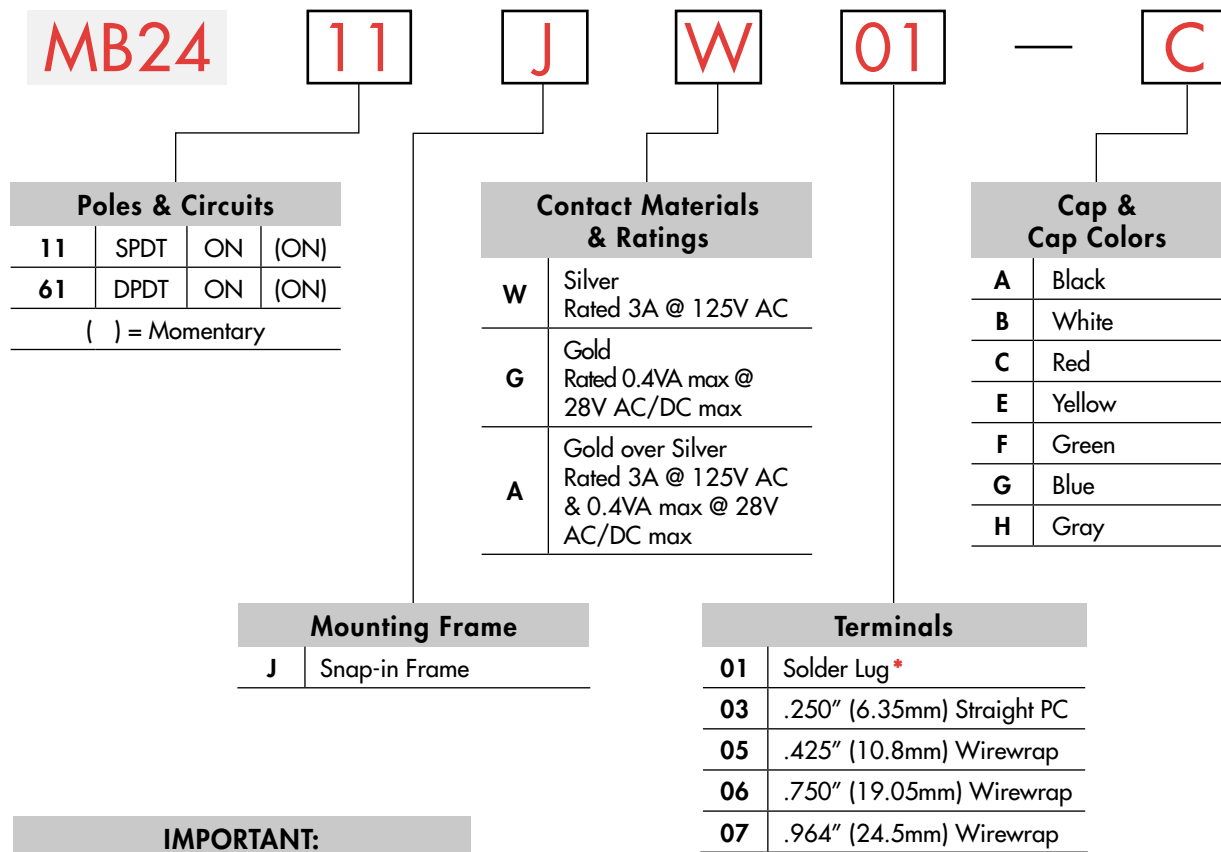 MB24 11 J W 01 — C
Poles & Circuits
11 SPDT ON (ON)
61 DPDT ON (ON)
( ) = Momentary
Contact Materials
& Ratings
W Silver
Rated 3A @ 125V AC
G Gold
Rated 0.4VA max @
28V AC/DC max
A Gold over Silver
Rated 3A @ 125V AC
& 0.4VA max @ 28V
AC/DC max
Cap &
Cap Colors
A Black
B White
C Red
E Yellow
F Green
G Blue
H Gray
Mounting Frame
J Snap-in Frame
Terminals
01 Solder Lug*
03 .250” (6.35mm) Straight PC
05 .425” (10.8mm) Wirewrap
06 .750” (19.05mm) Wirewrap
07 .964” (24.5mm) Wirewrap
IMPORTANT: